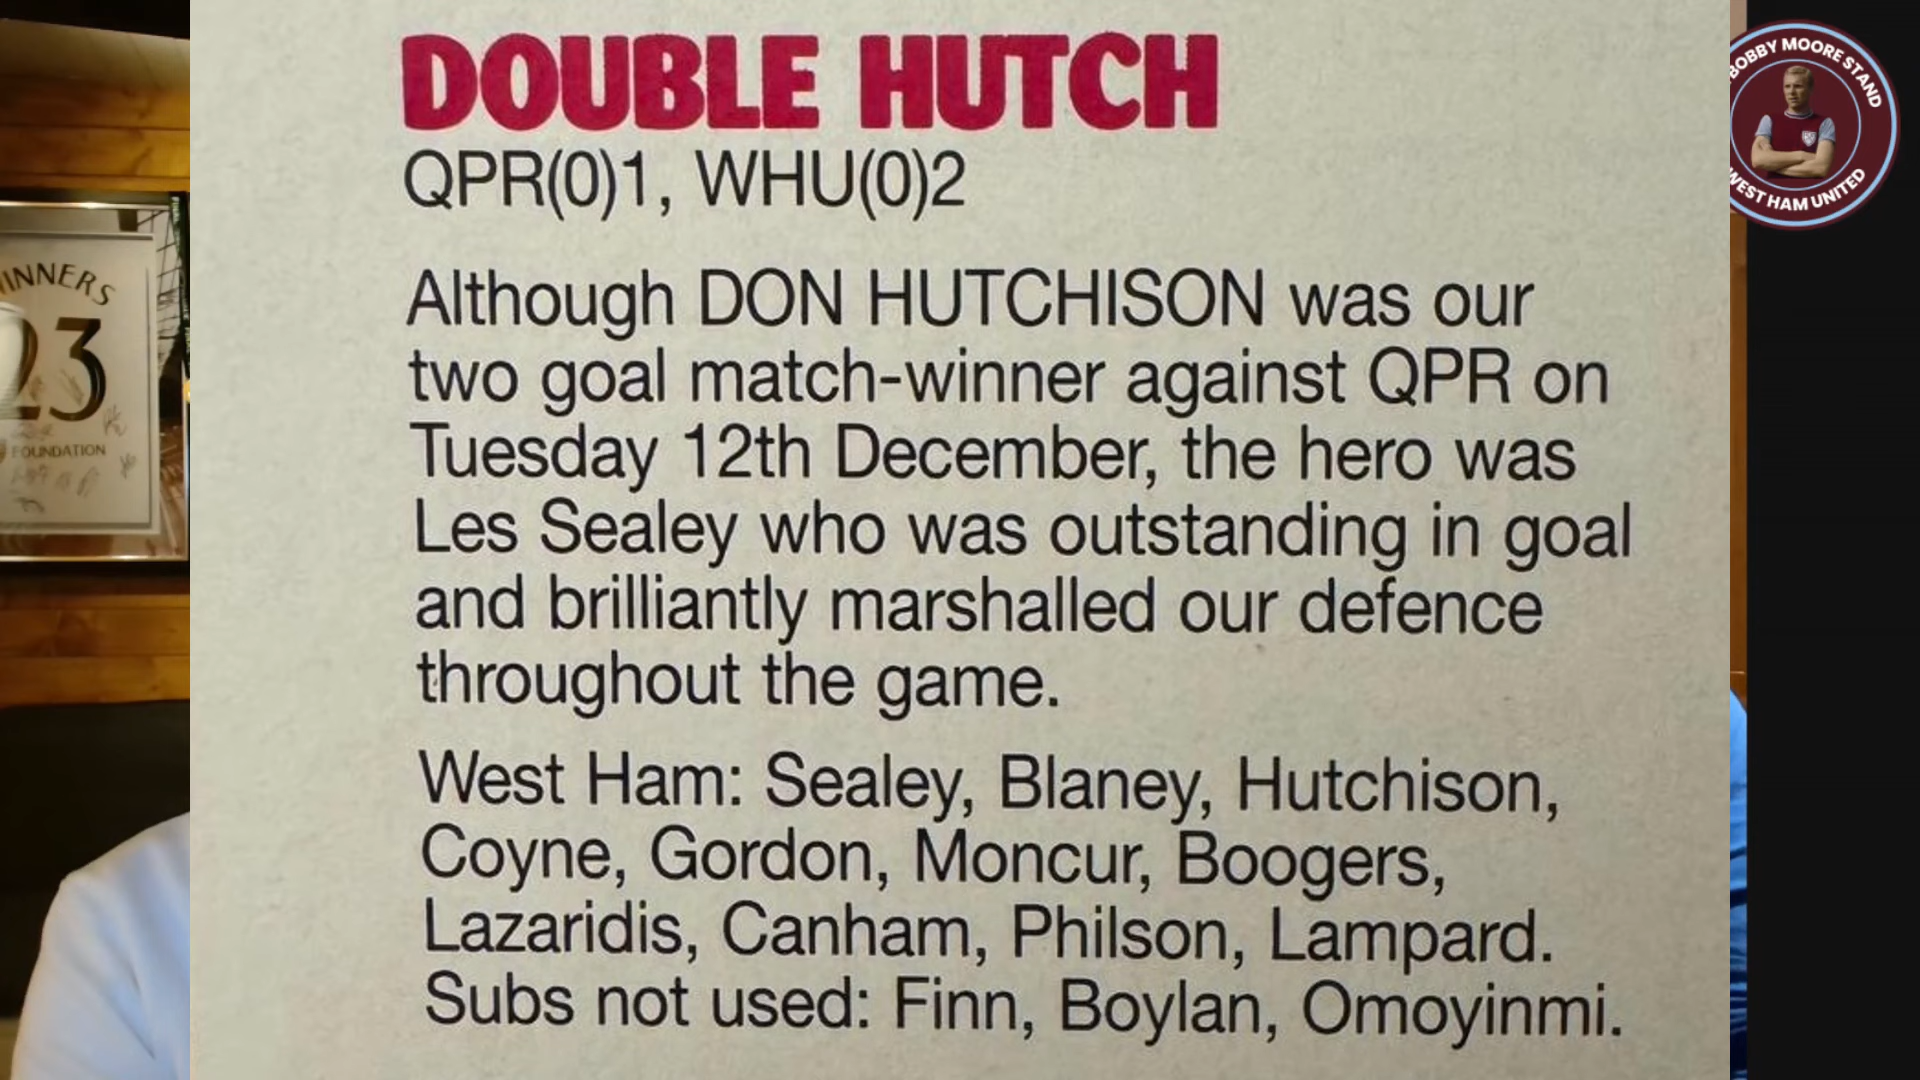 DOUBLE HUTCH
QPR(0)1, WHU(0)2
Although DON HUTCHISON was our
two goal match-winner against QPR on
Tuesday 12th December, the hero was
Les Sealey who was outstanding in goal
and brilliantly marshalled our defence
throughout the game.
West Ham: Sealey, Blaney, Hutchison,
Coyne, Gordon, Moncur, Boogers,
Lazaridis, Canham, Philson, Lampard.
Subs not used: Finn, Boylan, Omoyinmi.
BOBBY MOORE STAND
WEST HAM UNITED
INNERS
23
FOUNDATION